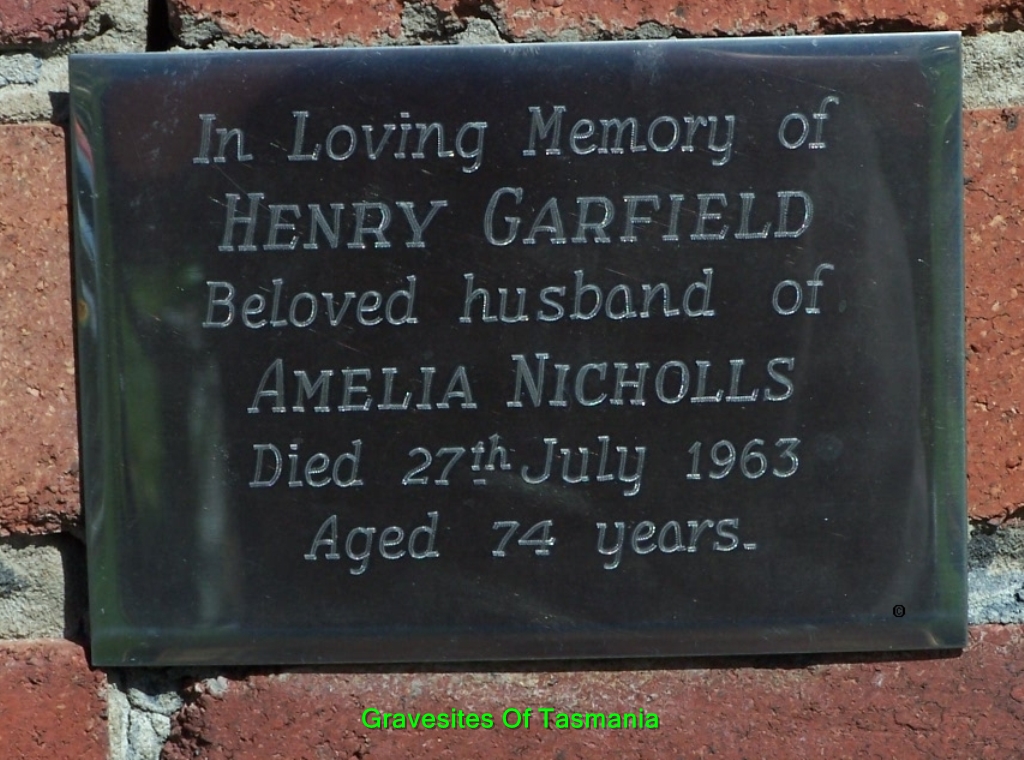 In Loving Memory of
HENRY GARFIELD
Beloved husband of
AMELIA NICHOLLS
Died 27th July 1963
Aged 74 years.
©
Gravesites Of Tasmania